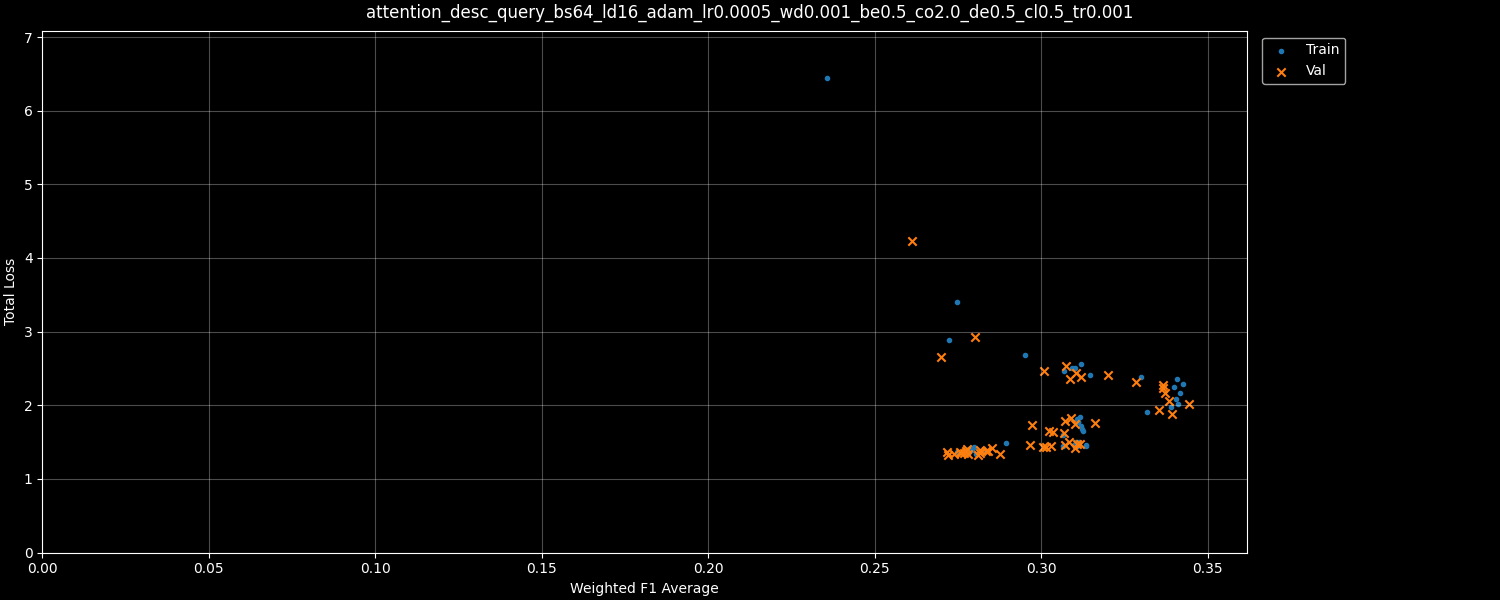 attention_desc_query_bs64_ld16_adam_lr0.0005_wd0.001_be0.5_co2.0_de0.5_cl0.5_tr0.001
7
6
5
4
3
2
1
0
Total Loss
0.00 0.05 0.10 0.15 0.20 0.25 0.30 0.35
Weighted F1 Average
Train
Val